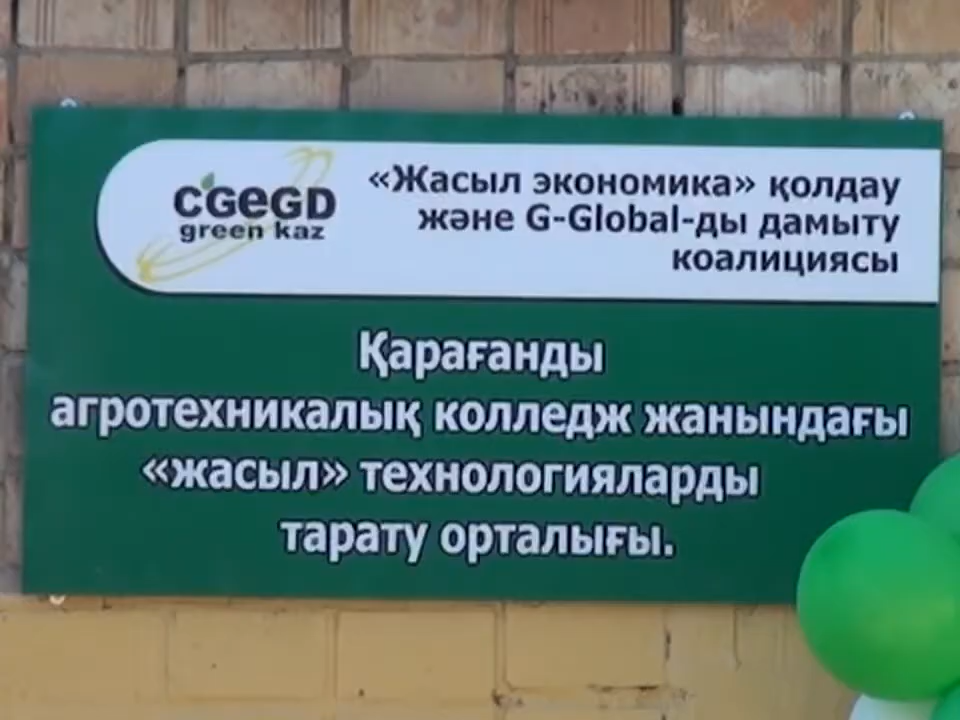 CGeGD
green kaz
«Жасыл экономика» қолдау
және G-Global-ды дамыту
коалициясы
Қарағанды
агротехникалық колледж жанындағы
«жасыл» технологияларды
тарату орталығы.